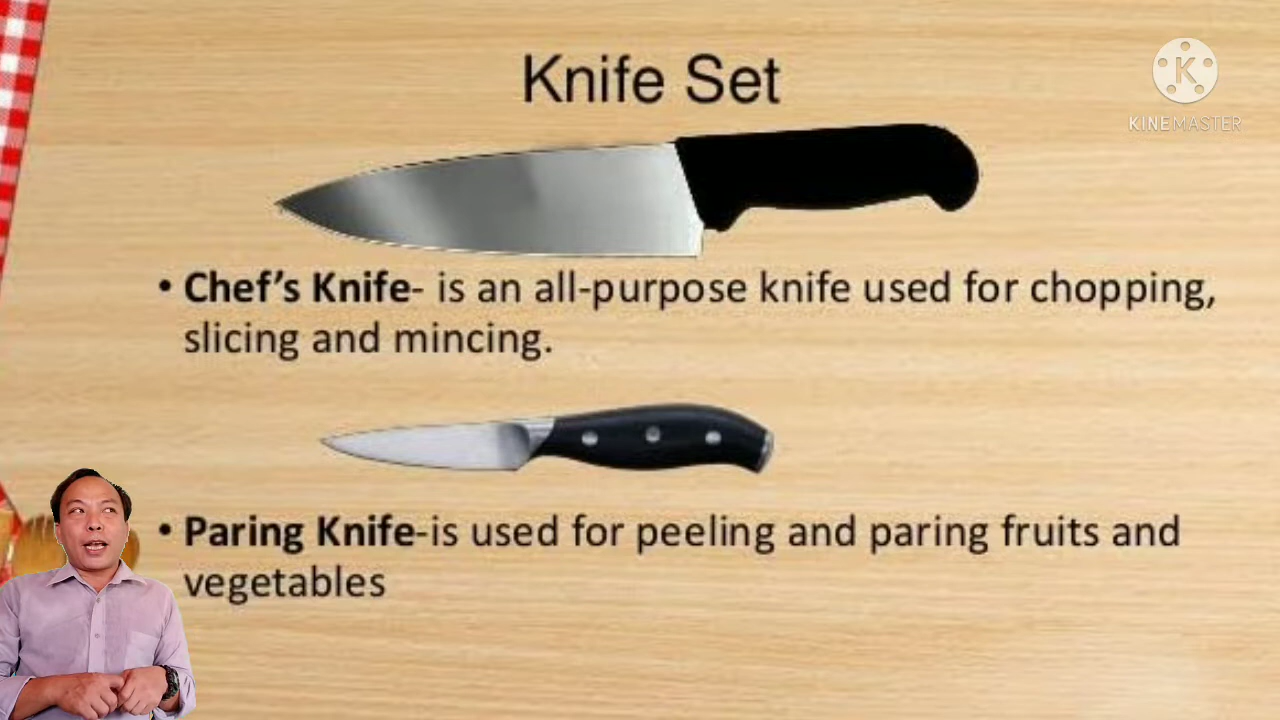 Knife Set
K
KINEMASTER
• Chef’s Knife- is an all-purpose knife used for chopping,
slicing and mincing.
• Paring Knife-is used for peeling and paring fruits and
vegetables